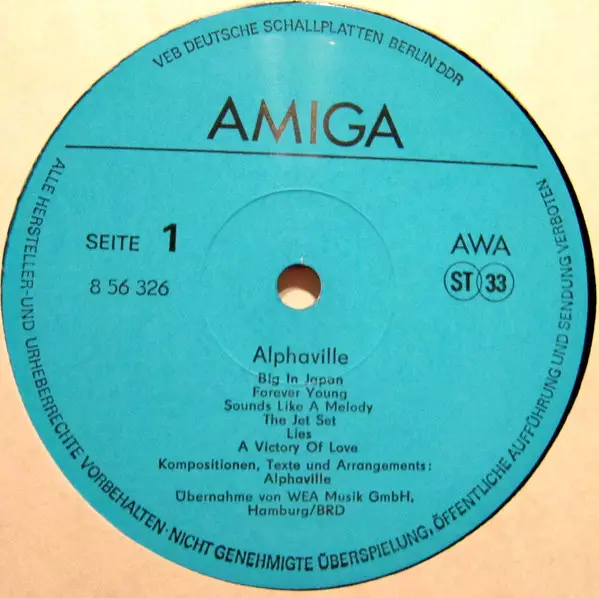 VEB DEUTSCHE SCHALLPLATTEN BERLIN DDR
AMIGA
SEITE 1
8 56 326
AWA
ST 33
Alphaville
Big In Japan
Forever Young
Sounds Like A Melody
The Jet Set
Lies
A Victory Of Love
Kompositionen, Texte und Arrangements:
Alphaville
Übernahme von WEA Musik GmbH,
Hamburg/BRD
ALLE HERSTELLER-UND URHEBERRECHTE VORBEHALTEN·NICHT GENEHMIGTE ÜBERSPIELUNG, ÖFFENTLICHE AUFFÜHRUNG UND SENDUNG VERBOTEN